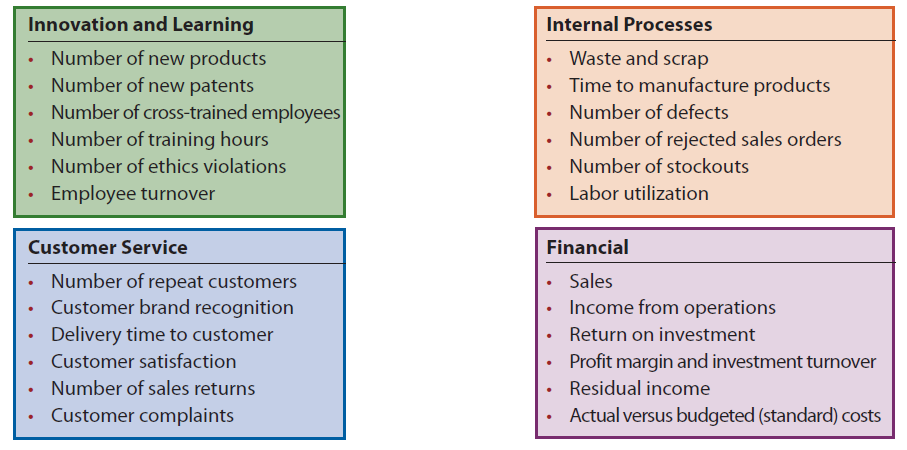 Innovation and Learning
• Number of new products
• Number of new patents
• Number of cross-trained employees
• Number of training hours
• Number of ethics violations
• Employee turnover
Internal Processes
• Waste and scrap
• Time to manufacture products
• Number of defects
• Number of rejected sales orders
• Number of stockouts
• Labor utilization
Customer Service
• Number of repeat customers
• Customer brand recognition
• Delivery time to customer
• Customer satisfaction
• Number of sales returns
• Customer complaints
Financial
• Sales
• Income from operations
• Return on investment
• Profit margin and investment turnover
• Residual income
• Actual versus budgeted (standard) costs